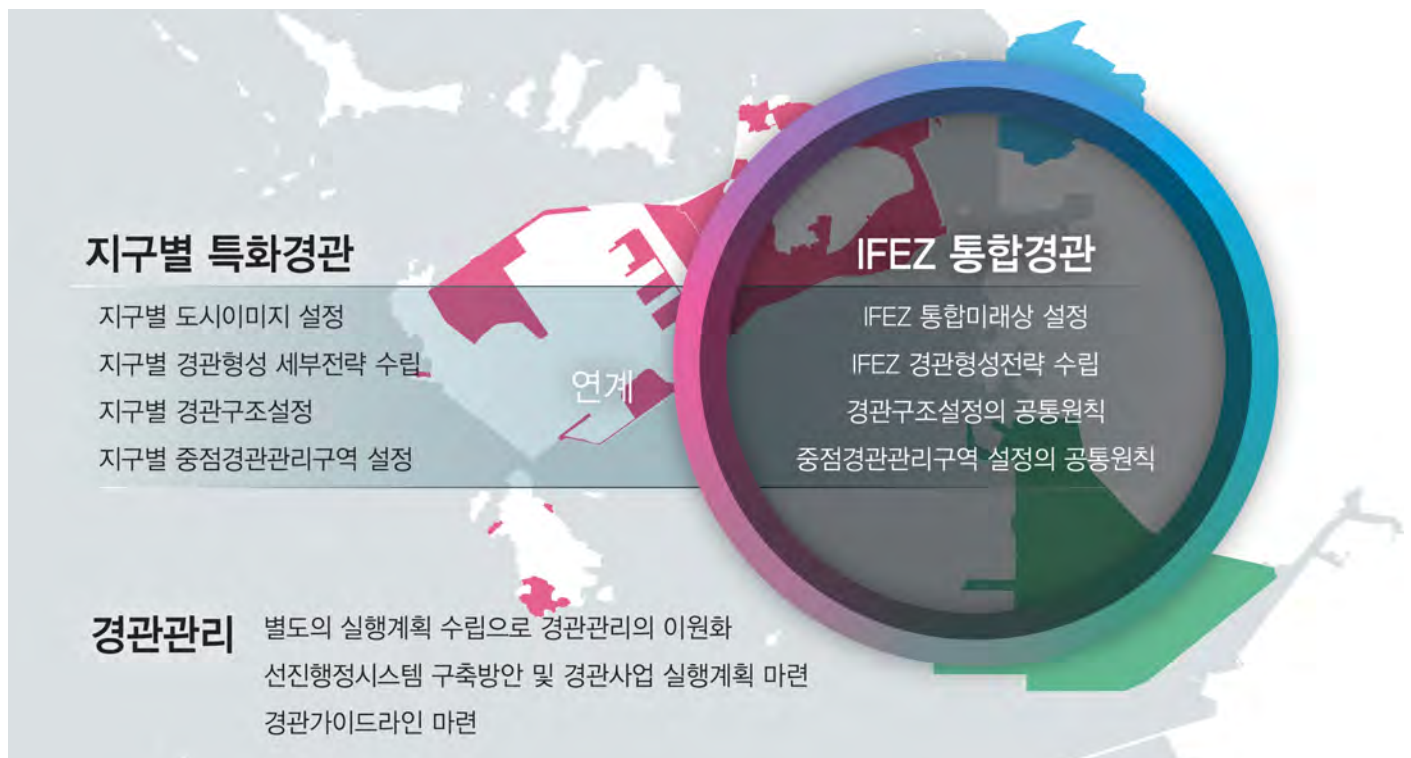 지구별 특화경관
지구별 도시이미지 설정
지구별 경관형성 세부전략 수립
지구별 경관구조설정
지구별 중점경관관리구역 설정
연계
IFEZ 통합경관
IFEZ 통합미래상 설정
IFEZ 경관형성전략 수립
경관구조설정의 공통원칙
중점경관관리구역 설정의 공통원칙
경관관리
별도의 실행계획 수립으로 경관관리의 이원화
선진행정시스템 구축방안 및 경관사업 실행계획 마련
경관가이드라인 마련